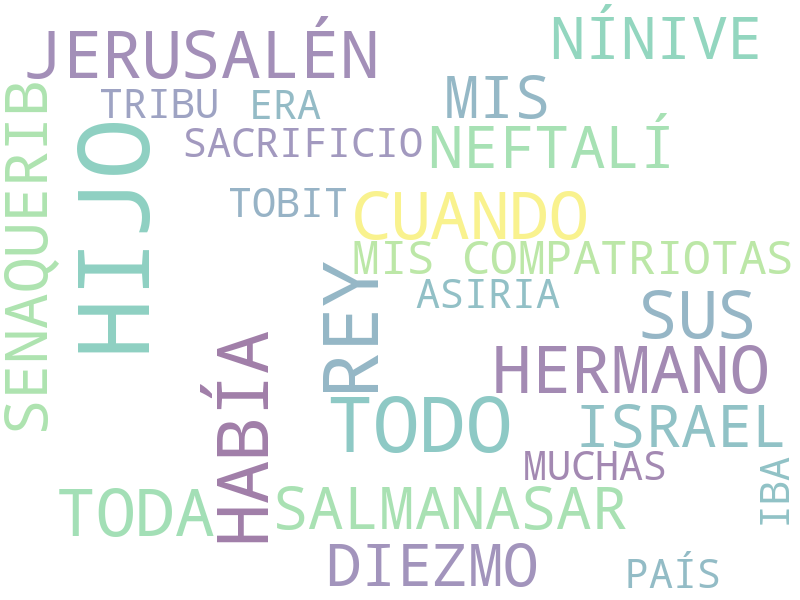 NÍNIVE
JERUSALÉN
TRIBU
ERA
MIS
SACRIFICIO
NEFTALÍ
SENAQUERIB
HIJO
TOBIT
CUANDO
MIS COMPATRIOTAS
ASIRIA
REY
SUS
HABÍA
HERMANO
TODO
ISRAEL
MUCHAS
IBA
TODA
SALMANASAR
DIEZMO
PAÍS